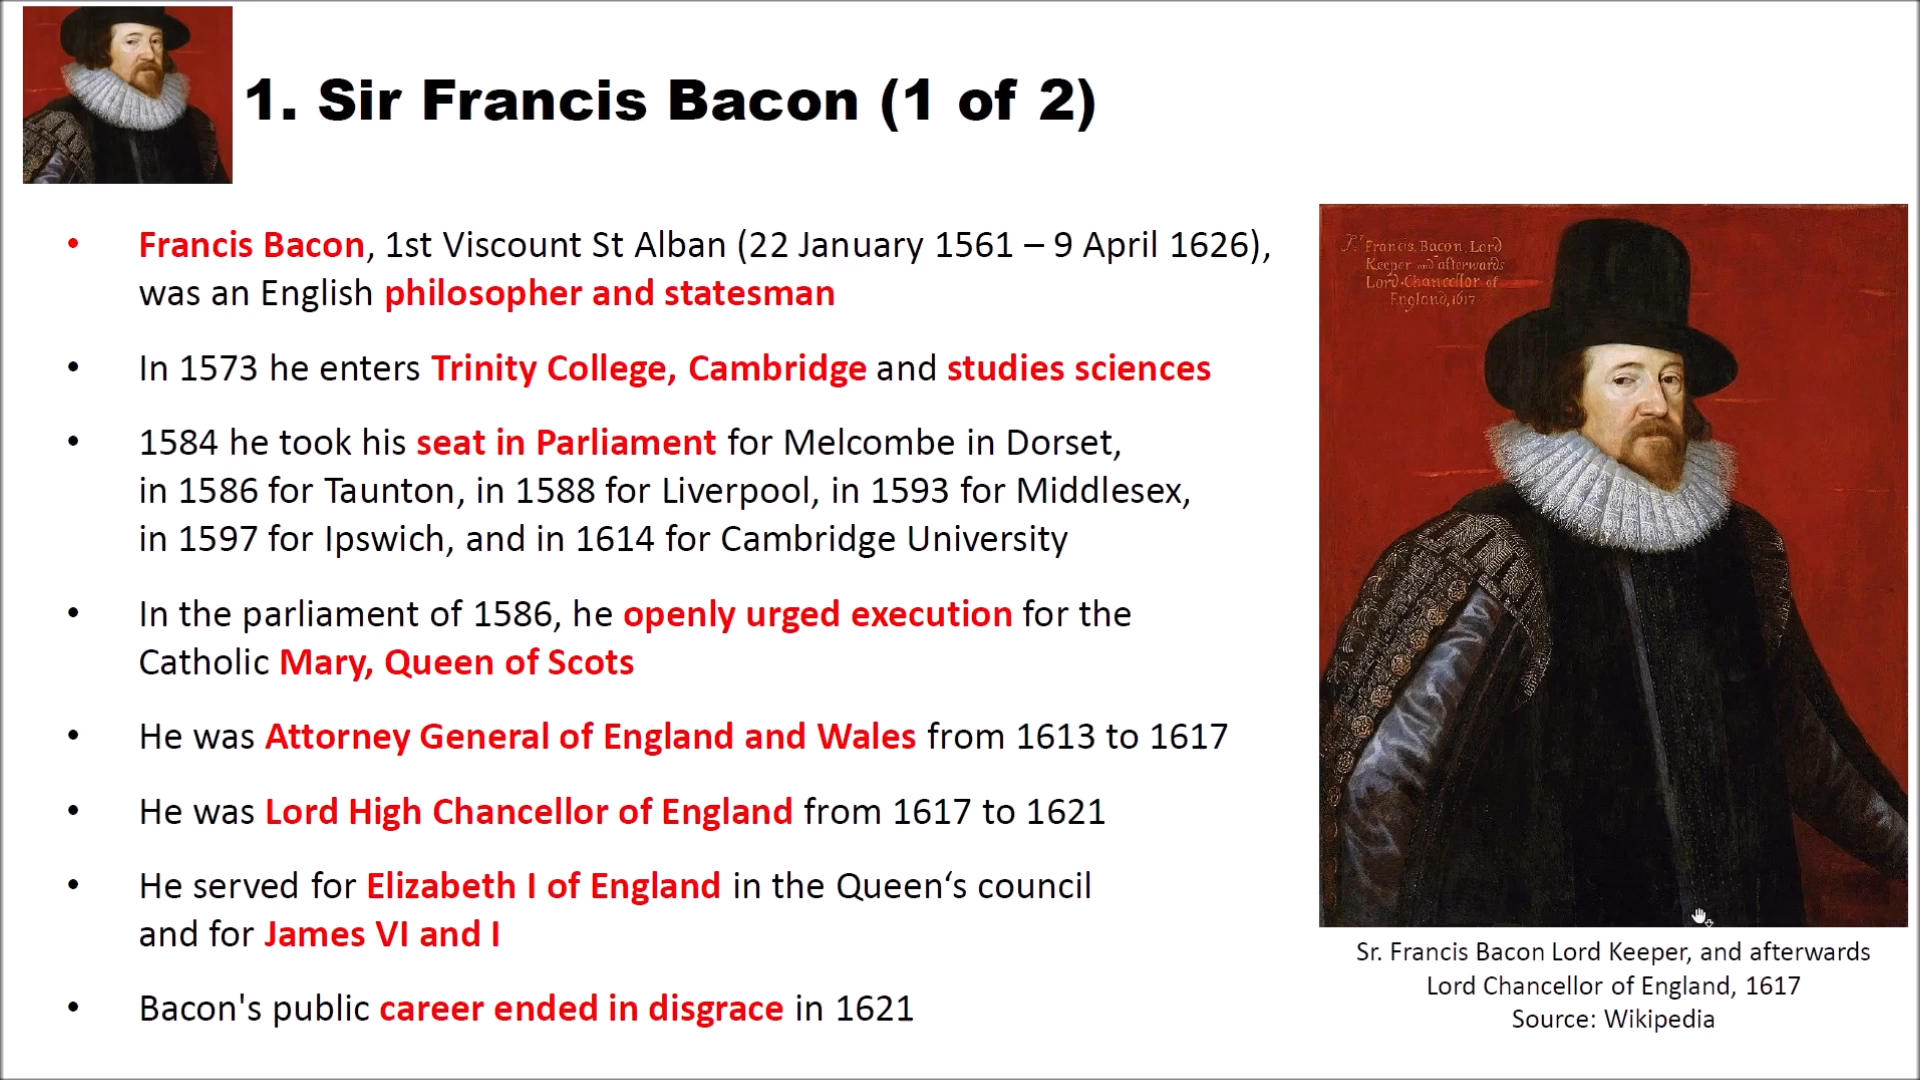 1. Sir Francis Bacon (1 of 2)
• Francis Bacon, 1st Viscount St Alban (22 January 1561 – 9 April 1626),
was an English philosopher and statesman
• In 1573 he enters Trinity College, Cambridge and studies sciences
• 1584 he took his seat in Parliament for Melcombe in Dorset,
in 1586 for Taunton, in 1588 for Liverpool, in 1593 for Middlesex,
in 1597 for Ipswich, and in 1614 for Cambridge University
• In the parliament of 1586, he openly urged execution for the
Catholic Mary, Queen of Scots
• He was Attorney General of England and Wales from 1613 to 1617
• He was Lord High Chancellor of England from 1617 to 1621
• He served for Elizabeth I of England in the Queen‘s council
and for James VI and I
• Bacon's public career ended in disgrace in 1621
Sr Francis Bacon Lord
Keeper and afterwards
Lord Chancellor of
England, 1617
Sr. Francis Bacon Lord Keeper, and afterwards
Lord Chancellor of England, 1617
Source: Wikipedia